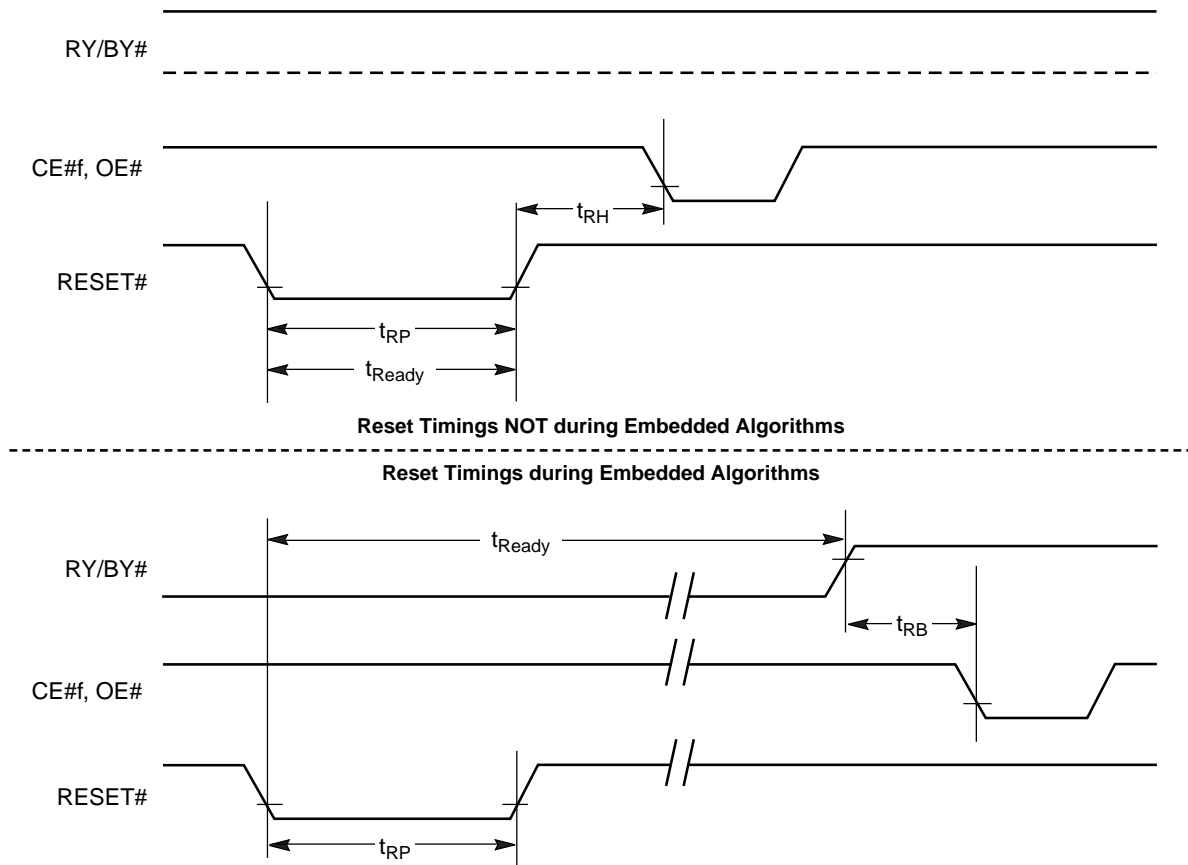 RY/BY#
CE#f, OE#
tRH
RESET#
tRP
tReady
Reset Timings NOT during Embedded Algorithms
Reset Timings during Embedded Algorithms
tReady
RY/BY#
tRB
CE#f, OE#
RESET#
tRP